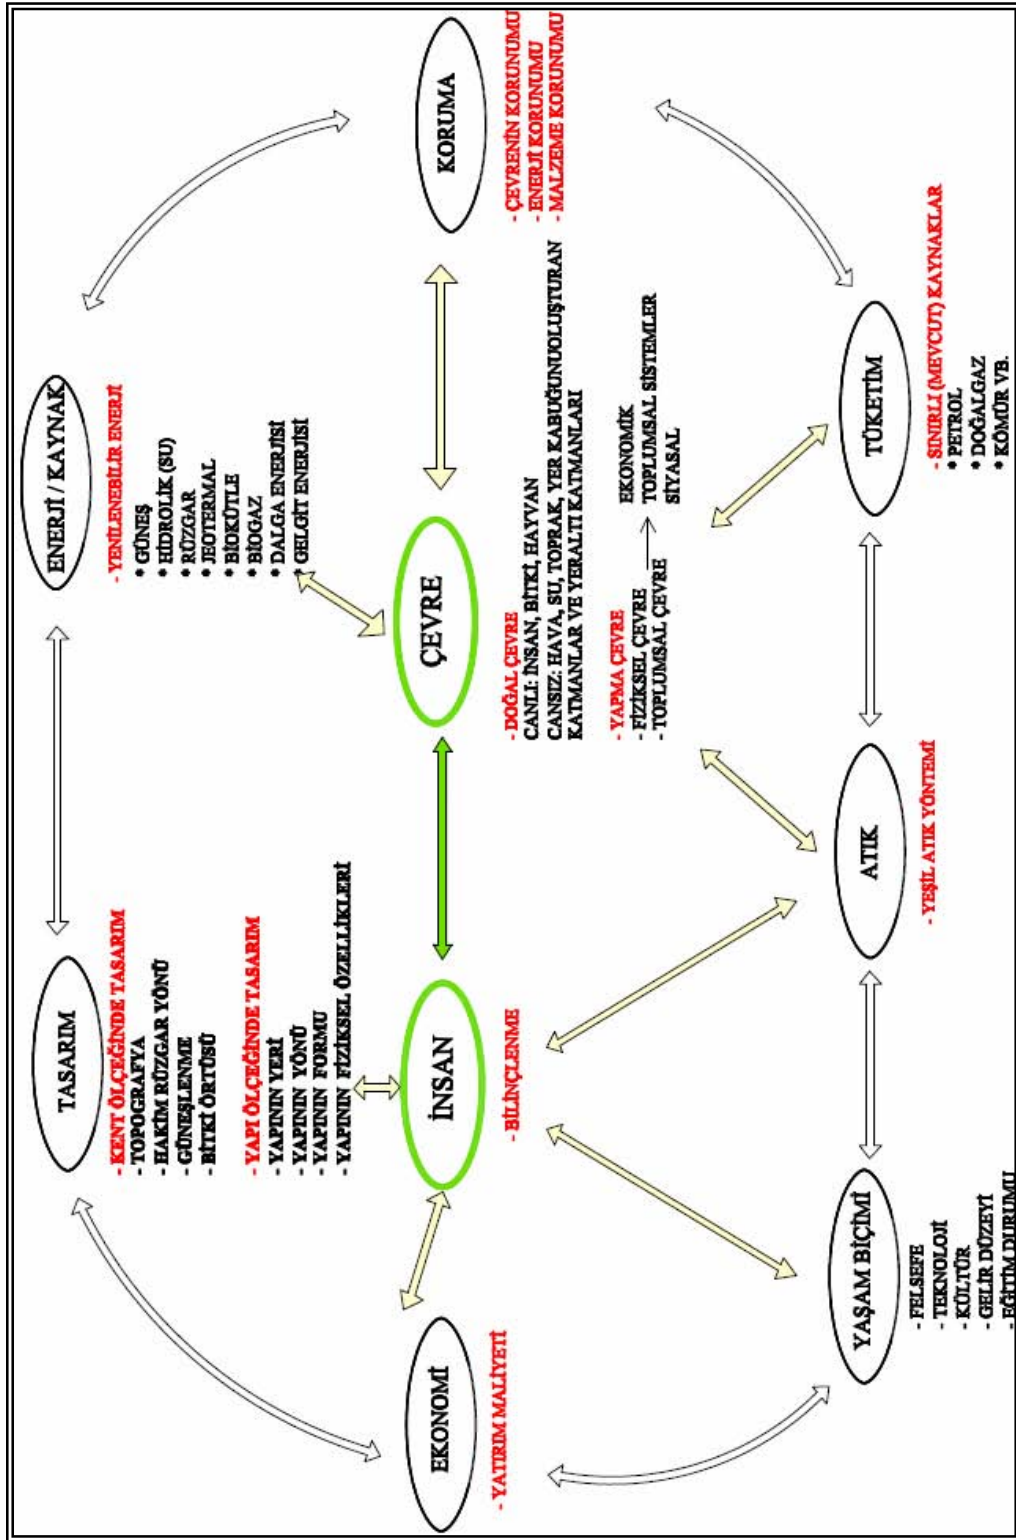 TASARIM
- KENT ÖLÇEĞİNDE TASARIM
- TOPOGRAFYA
- HAKİM RÜZGAR YÖNÜ
- GÜNEŞLENME
- BİTKİ ÖRTÜSÜ
- YAPI ÖLÇEĞİNDE TASARIM
- YAPININ YERİ
- YAPININ YÖNÜ
- YAPININ FORMU
- YAPININ FİZİKSEL ÖZELLİKLERİ
ENERJİ / KAYNAK
- YENİLENEBİLİR ENERJİ
* GÜNEŞ
* HİDROLİK (SU)
* RÜZGAR
* JEOTERMAL
* BİOKÜTLE
* BİOGAZ
* DALGA ENERJİSİ
* GELGİT ENERJİSİ
EKONOMİ
- YATIRIM MALİYETİ
İNSAN
- BİLİNÇLENME
ÇEVRE
- DOĞAL ÇEVRE
CANLI: İNSAN, BİTKİ, HAYVAN
CANSIZ: HAVA, SU, TOPRAK, YER KABUĞUNUOLUŞTURAN
KATMANLAR VE YERALTI KATMANLARI
- YAPMA ÇEVRE
- FİZİKSEL ÇEVRE
- TOPLUMSAL ÇEVRE
EKONOMİK
TOPLUMSAL SİSTEMLER
SİYASAL
KORUMA
- ÇEVRENİN KORUNUMU
- ENERJİ KORUNUMU
- MALZEME KORUNUMU
YAŞAM BİÇİMİ
- FELSEFE
- TEKNOLOJİ
- KÜLTÜR
- GELİR DÜZEYİ
- EĞİTİM DURUMU
ATIK
- YEŞİL ATIK YÖNTEMİ
TÜKETİM
- SINIRLI (MEVCUT) KAYNAKLAR
* PETROL
* DOĞALGAZ
* KÖMÜR VB.